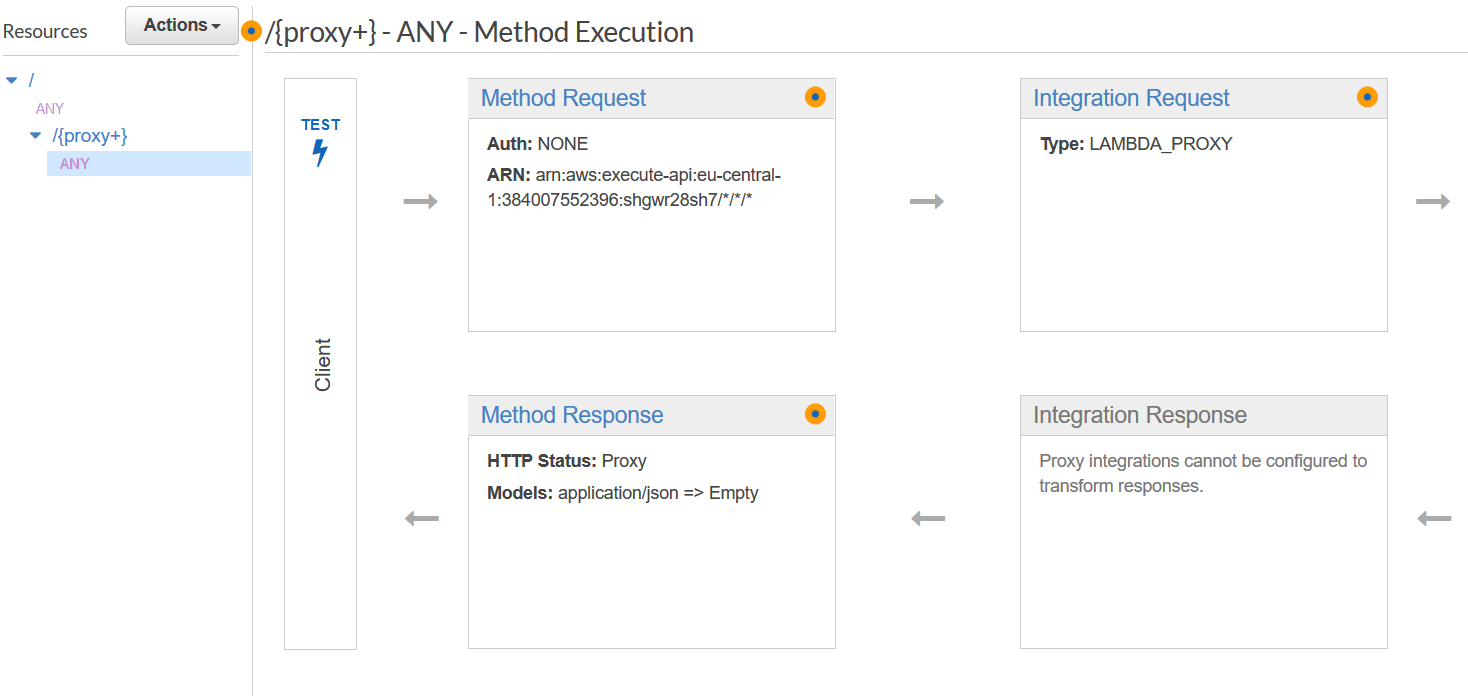 Resources
Actions
/
ANY
/{proxy+}
ANY
/{proxy+} - ANY - Method Execution
TEST
Client
Method Request
Auth: NONE
ARN: arn:aws:execute-api:eu-central-
1:384007552396:shgwr28sh7/*/*/*
Integration Request
Type: LAMBDA_PROXY
Method Response
HTTP Status: Proxy
Models: application/json => Empty
Integration Response
Proxy integrations cannot be configured to
transform responses.